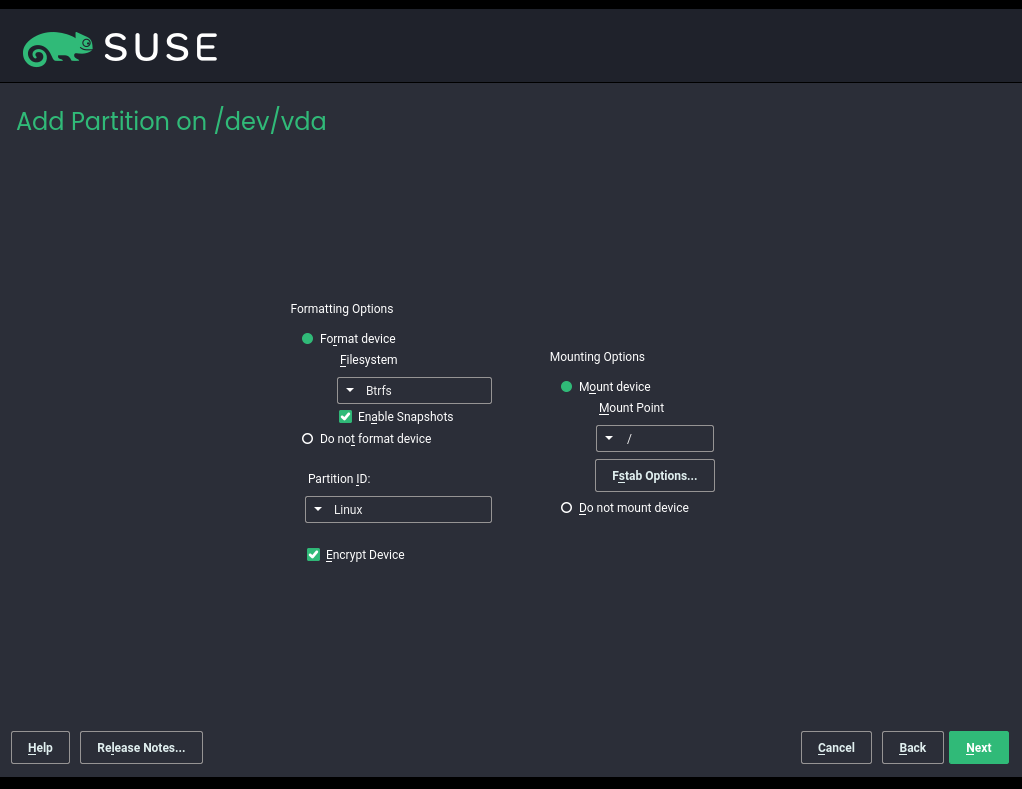 SUSE
Add Partition on /dev/vda
Formatting Options
Format device
Filesystem
Btrfs
Enable Snapshots
Do not format device
Partition ID:
Linux
Encrypt Device
Mounting Options
Mount device
Mount Point
/
Fstab Options...
Do not mount device
Help
Release Notes...
Cancel
Back
Next